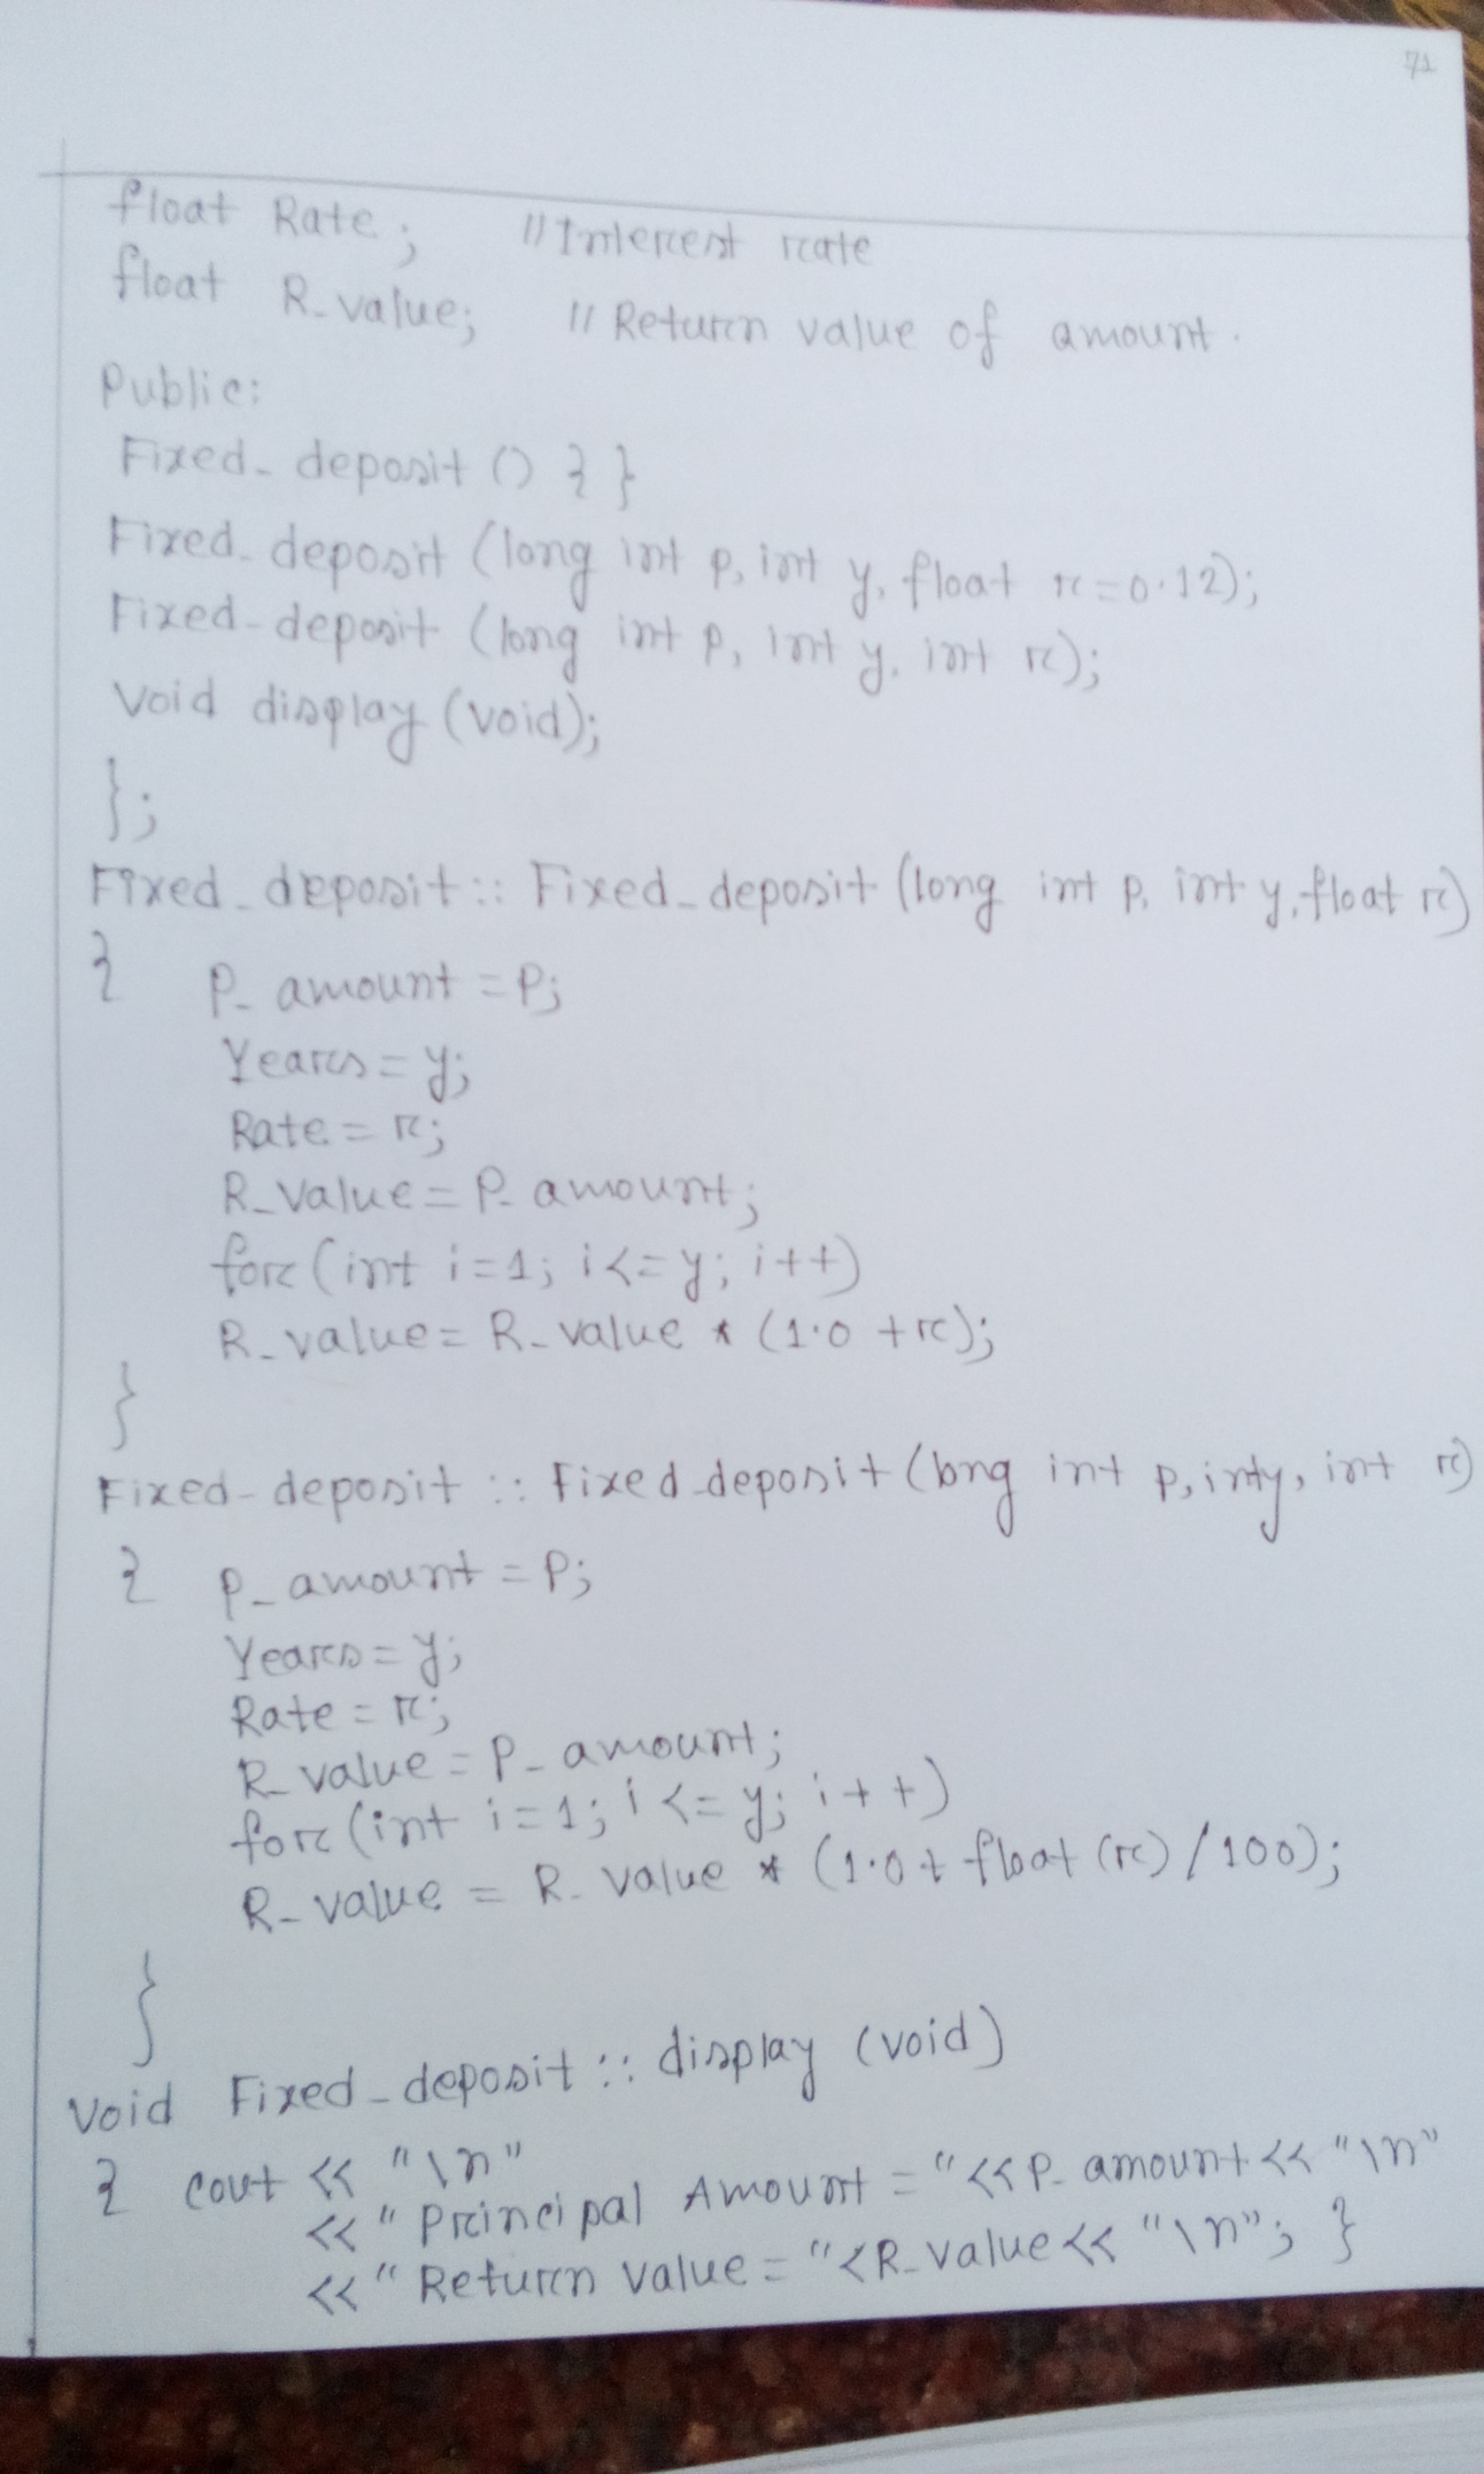 71
float Rate; //Interest rate
float R_value; //Return value of amount.
Public:
Fixed_deposit () { }
Fixed_deposit (long int p, int y, float r=0.12);
Fixed_deposit (long int p, int y, int r);
Void display (void);
};
Fixed_deposit :: Fixed_deposit (long int p, int y, float r)
{ P_amount = P;
Years = y;
Rate = r;
R_Value = P_amount;
for (int i=1; i<=y; i++)
R_value = R_value * (1.0 + r);
}
Fixed_deposit :: Fixed_deposit (long int p, int y, int r)
{ P_amount = P;
Years = y;
Rate = r;
R_value = P_amount;
for (int i=1; i<=y; i++)
R_value = R_value * (1.0 + float (r) / 100);
}
Void Fixed_deposit :: display (void)
{ cout << "\n"
<< "Principal Amount = "<<P_amount<< "\n"
<< "Return Value = "<R_value<< "\n"; }